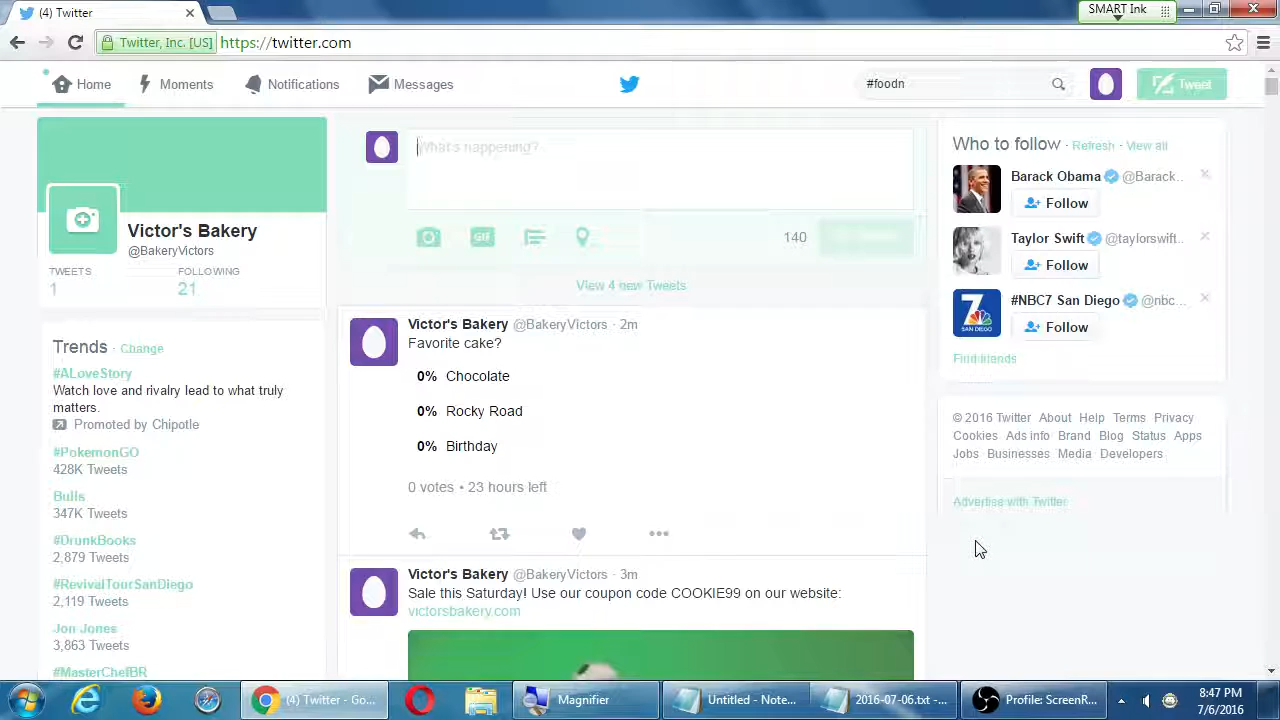 (4) Twitter
SMART Ink
Twitter, Inc. [US]
https://twitter.com
Home
Moments
Notifications
Messages
#foodn
Tweet
Victor's Bakery
@BakeryVictors
TWEETS
FOLLOWING
1
21
Trends · Change
#ALoveStory
Watch love and rivalry lead to what truly
matters.
Promoted by Chipotle
#PokemonGO
428K Tweets
Bulls
347K Tweets
#DrunkBooks
2,879 Tweets
#RevivalTourSanDiego
2,119 Tweets
Jon Jones
3,863 Tweets
#MasterChefBR
What's happening?
GIF
140
View 4 new Tweets
Victor's Bakery @BakeryVictors · 2m
Favorite cake?
0% Chocolate
0% Rocky Road
0% Birthday
0 votes • 23 hours left
Victor's Bakery @BakeryVictors · 3m
Sale this Saturday! Use our coupon code COOKIE99 on our website:
victorsbakery.com
Who to follow · Refresh · View all
Barack Obama @Barack...
Follow
Taylor Swift @taylorswift..
Follow
#NBC7 San Diego @nbc...
7
SAN DIEGO
Follow
Find friends
© 2016 Twitter About Help Terms Privacy
Cookies Ads info Brand Blog Status Apps
Jobs Businesses Media Developers
Advertise with Twitter
(4) Twitter - Go...
Magnifier
Untitled - Note...
2016-07-06.txt -...
Profile: ScreenR...
8:47 PM
7/6/2016